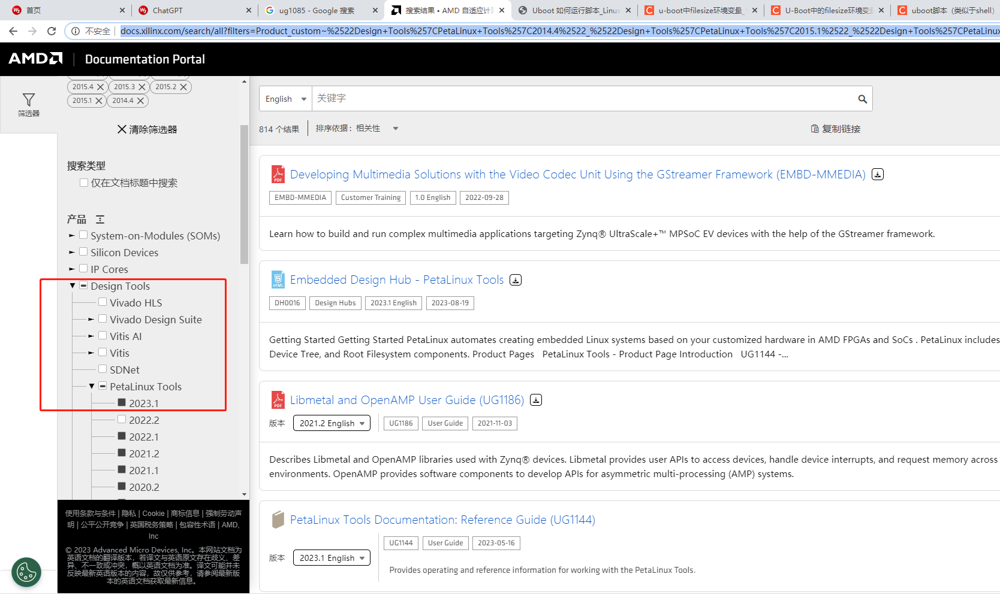 首页
ChatGPT
ug1085 - Google 搜索
搜索结果 • AMD 自适应计
Uboot 如何运行脚本_Linux
u-boot中filesize环境变量_
U-Boot中的filesize环境变
uboot脚本（类似于shell）
不安全
docs.xilinx.com/search/all?filters=Product_custom~%2522Design+Tools%257CPetaLinux+Tools%257C2014.4%2522_%2522Design+Tools%257CPetaLinux+Tools%257C2015.1%2522_%2522Design+Tools%257CPetaLinux
AMD
Documentation Portal
筛选器
2015.4
2015.3
2015.2
2015.1
2014.4
清除筛选器
搜索类型
仅在文档标题中搜索
产品
System-on-Modules (SOMs)
Silicon Devices
IP Cores
Design Tools
Vivado HLS
Vivado Design Suite
Vitis AI
Vitis
SDNet
PetaLinux Tools
2023.1
2022.2
2022.1
2021.2
2021.1
2020.2
使用条款与条件 | 隐私 | Cookie | 商标信息 | 强制劳动声
明 | 公平公开竞争 | 英国税务策略 | 包容性术语 | AMD,
Inc
© 2023 Advanced Micro Devices, Inc。本网站文档为
英语文档的翻译版本，若译文与英语原文存在歧义、差
异、不一致或冲突，概以英语文档为准。译文可能并未
反映最新英语版本的内容，故仅供参考，请参阅最新版
本的英语文档获取最新信息。
English
关键字
814 个结果
排序依据：相关性
复制链接
PDF
Developing Multimedia Solutions with the Video Codec Unit Using the GStreamer Framework (EMBD-MMEDIA)
EMBD-MMEDIA
Customer Training
1.0 English
2022-09-28
Learn how to build and run complex multimedia applications targeting Zynq® UltraScale+™ MPSoC EV devices with the help of the GStreamer framework.
HTML
Embedded Design Hub - PetaLinux Tools
DH0016
Design Hubs
2023.1 English
2023-08-19
Getting Started Getting Started PetaLinux automates creating embedded Linux systems based on your customized hardware in AMD FPGAs and SoCs . PetaLinux includes
Device Tree, and Root Filesystem components. Product Pages PetaLinux Tools - Product Page Introduction UG1144 -...
PDF
Libmetal and OpenAMP User Guide (UG1186)
版本
2021.2 English
UG1186
User Guide
2021-11-03
Describes Libmetal and OpenAMP libraries used with Zynq® devices. Libmetal provides user APIs to access devices, handle device interrupts, and request memory across
environments. OpenAMP provides software components to develop APIs for asymmetric multi-processing (AMP) systems.
PetaLinux Tools Documentation: Reference Guide (UG1144)
版本
2023.1 English
UG1144
User Guide
2023-05-16
Provides operating and reference information for working with the PetaLinux Tools.